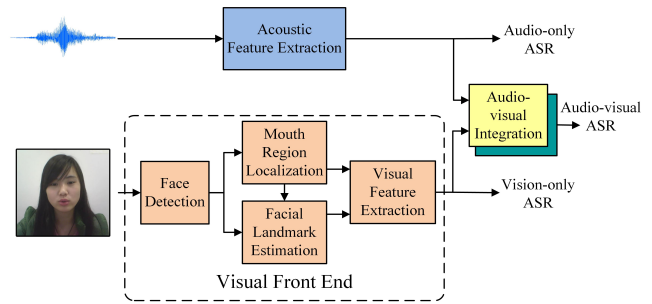 Acoustic
Feature Extraction
Audio-only
ASR
Audio-
visual
Integration
Audio-visual
ASR
Face
Detection
Mouth
Region
Localization
Facial
Landmark
Estimation
Visual
Feature
Extraction
Vision-only
ASR
Visual Front End